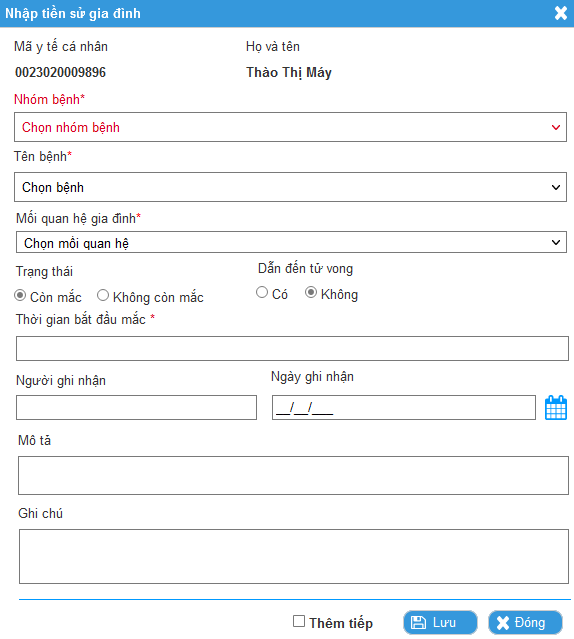 Nhập tiền sử gia đình
Mã y tế cá nhân Họ và tên
0023020009896 Thào Thị Máy
Nhóm bệnh*
Chọn nhóm bệnh
Tên bệnh*
Chọn bệnh
Mối quan hệ gia đình*
Chọn mối quan hệ
Trạng thái Dẫn đến tử vong
Còn mắc Không còn mắc Có Không
Thời gian bắt đầu mắc *
Người ghi nhận Ngày ghi nhận
__/__/___
Mô tả
Ghi chú
Thêm tiếp Lưu Đóng